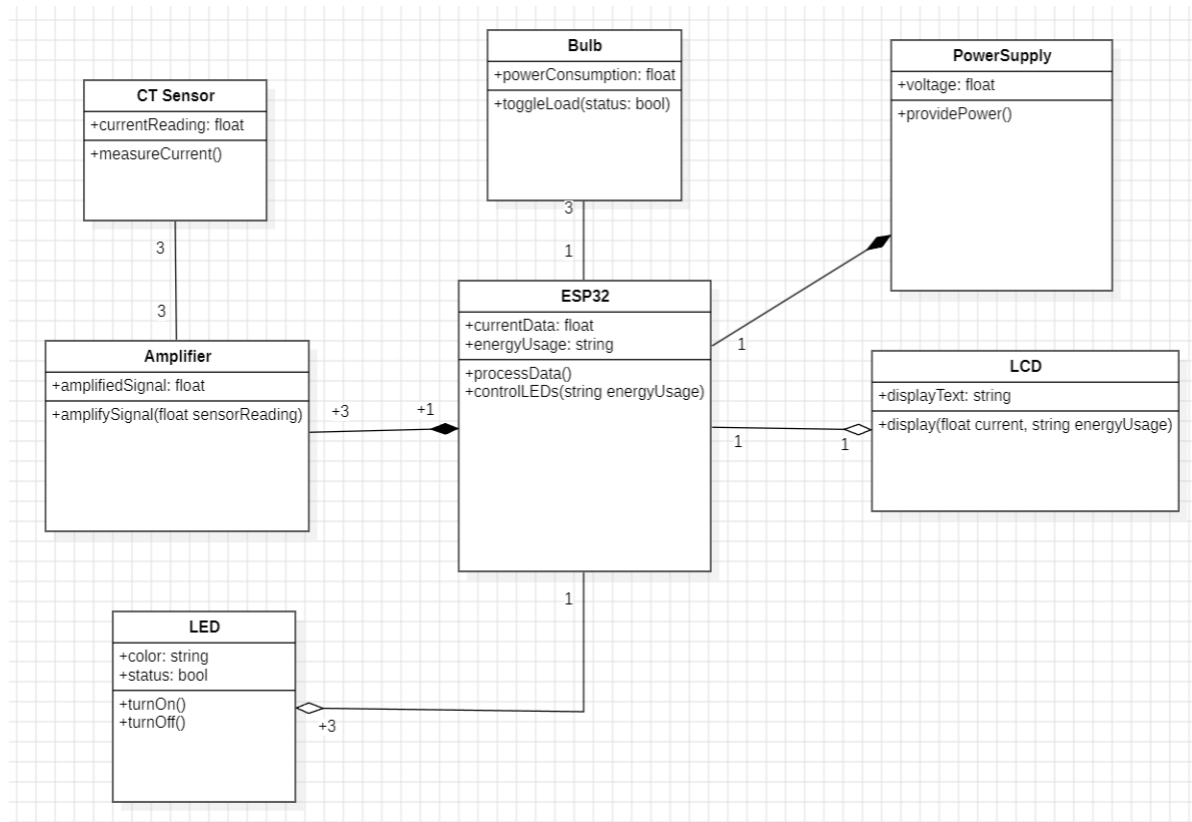 CT Sensor
+currentReading: float
+measureCurrent()
3
3
Bulb
+powerConsumption: float
+toggleLoad(status: bool)
3
1
PowerSupply
+voltage: float
+providePower()
1
ESP32
+currentData: float
+energyUsage: string
+processData()
+controlLEDs(string energyUsage)
Amplifier
+amplifiedSignal: float
+amplifySignal(float sensorReading)
+3
+1
LCD
+displayText: string
+display(float current, string energyUsage)
1
1
1
LED
+color: string
+status: bool
+turnOn()
+turnOff()
+3